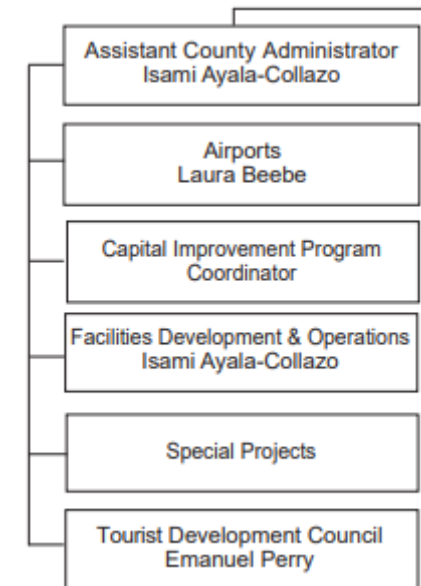 Assistant County Administrator
Isami Ayala-Collazo
Airports
Laura Beebe
Capital Improvement Program
Coordinator
Facilities Development & Operations
Isami Ayala-Collazo
Special Projects
Tourist Development Council
Emanuel Perry